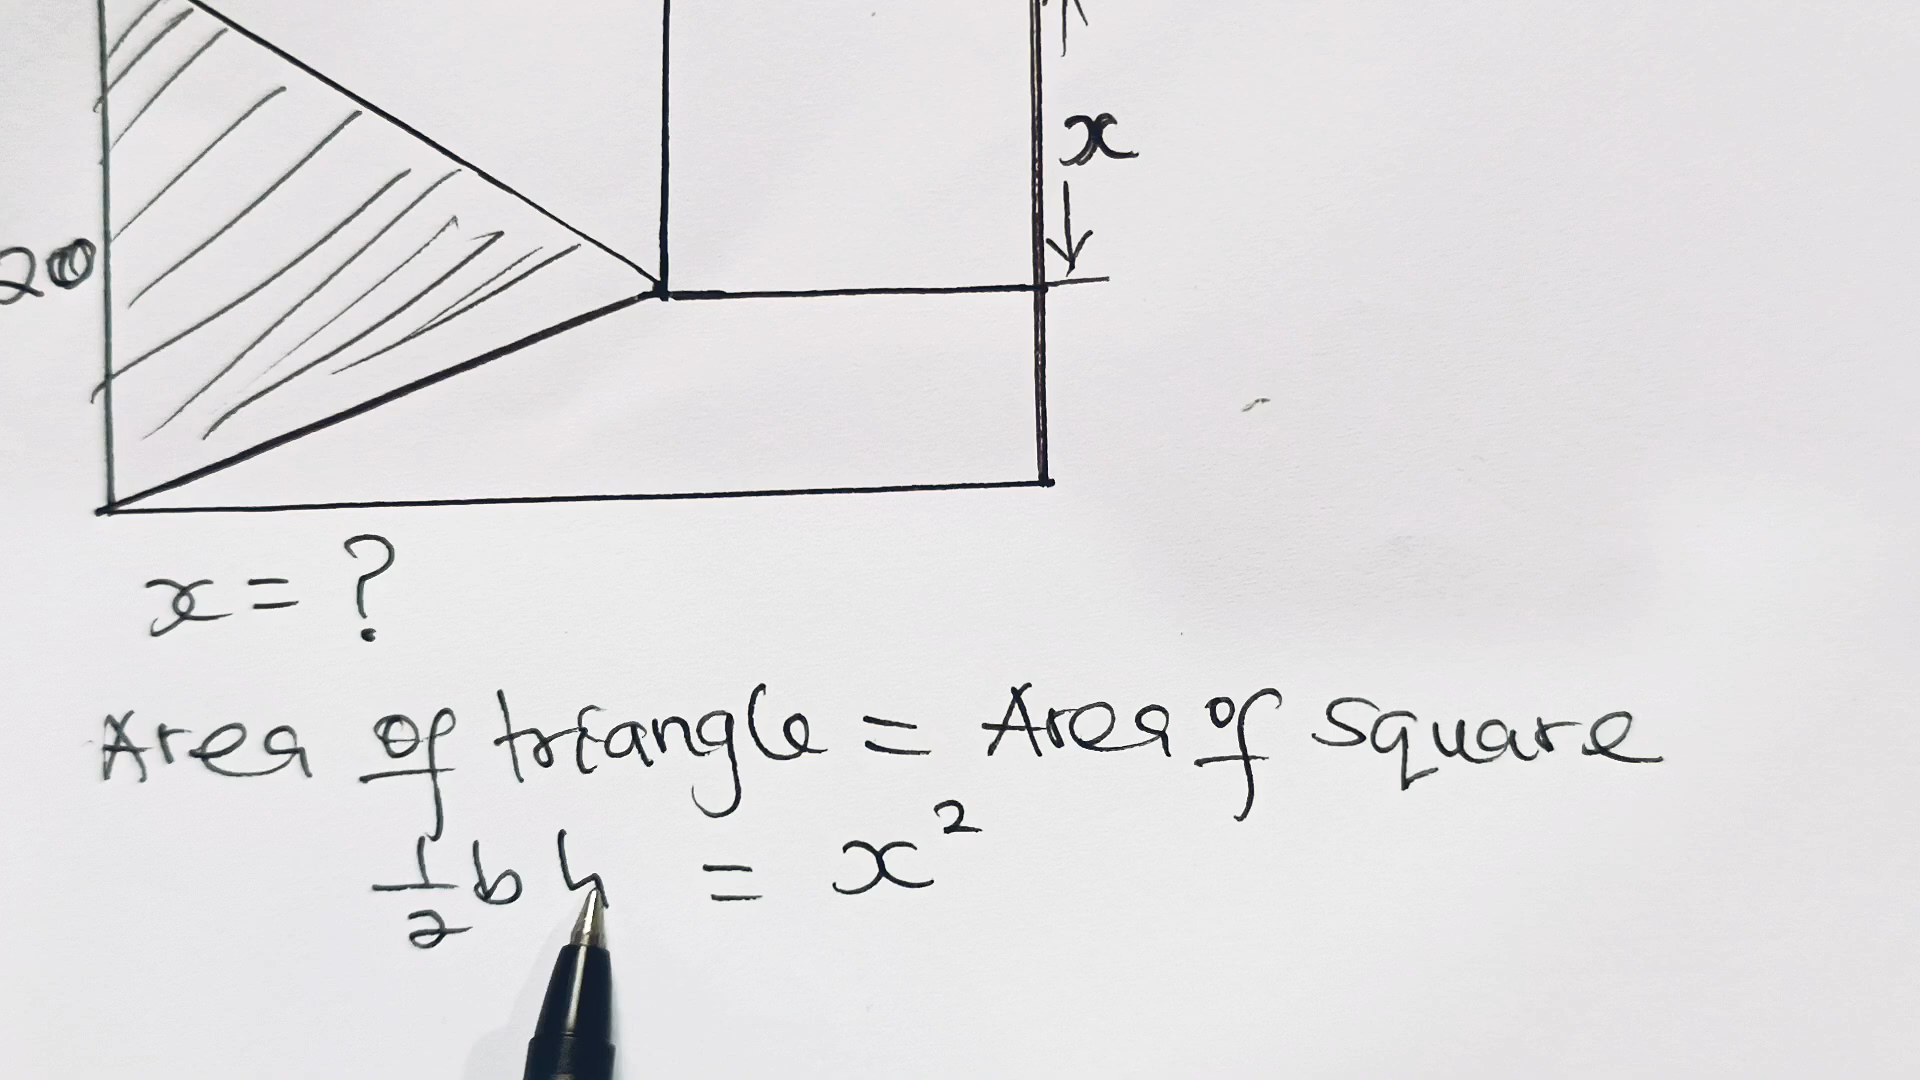 x
20
x = ?
Area of triangle = Area of square
1/2 b h = x²